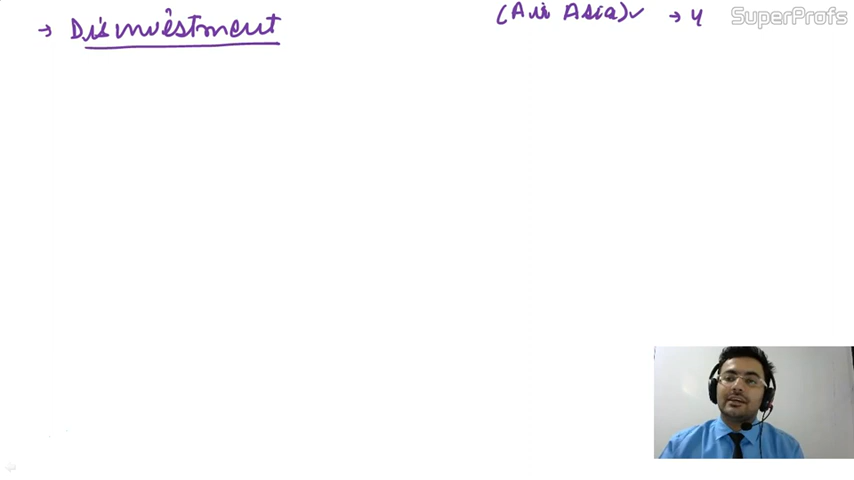 → Disinvestment
(Air Asia)✓ → 4
SuperProfs